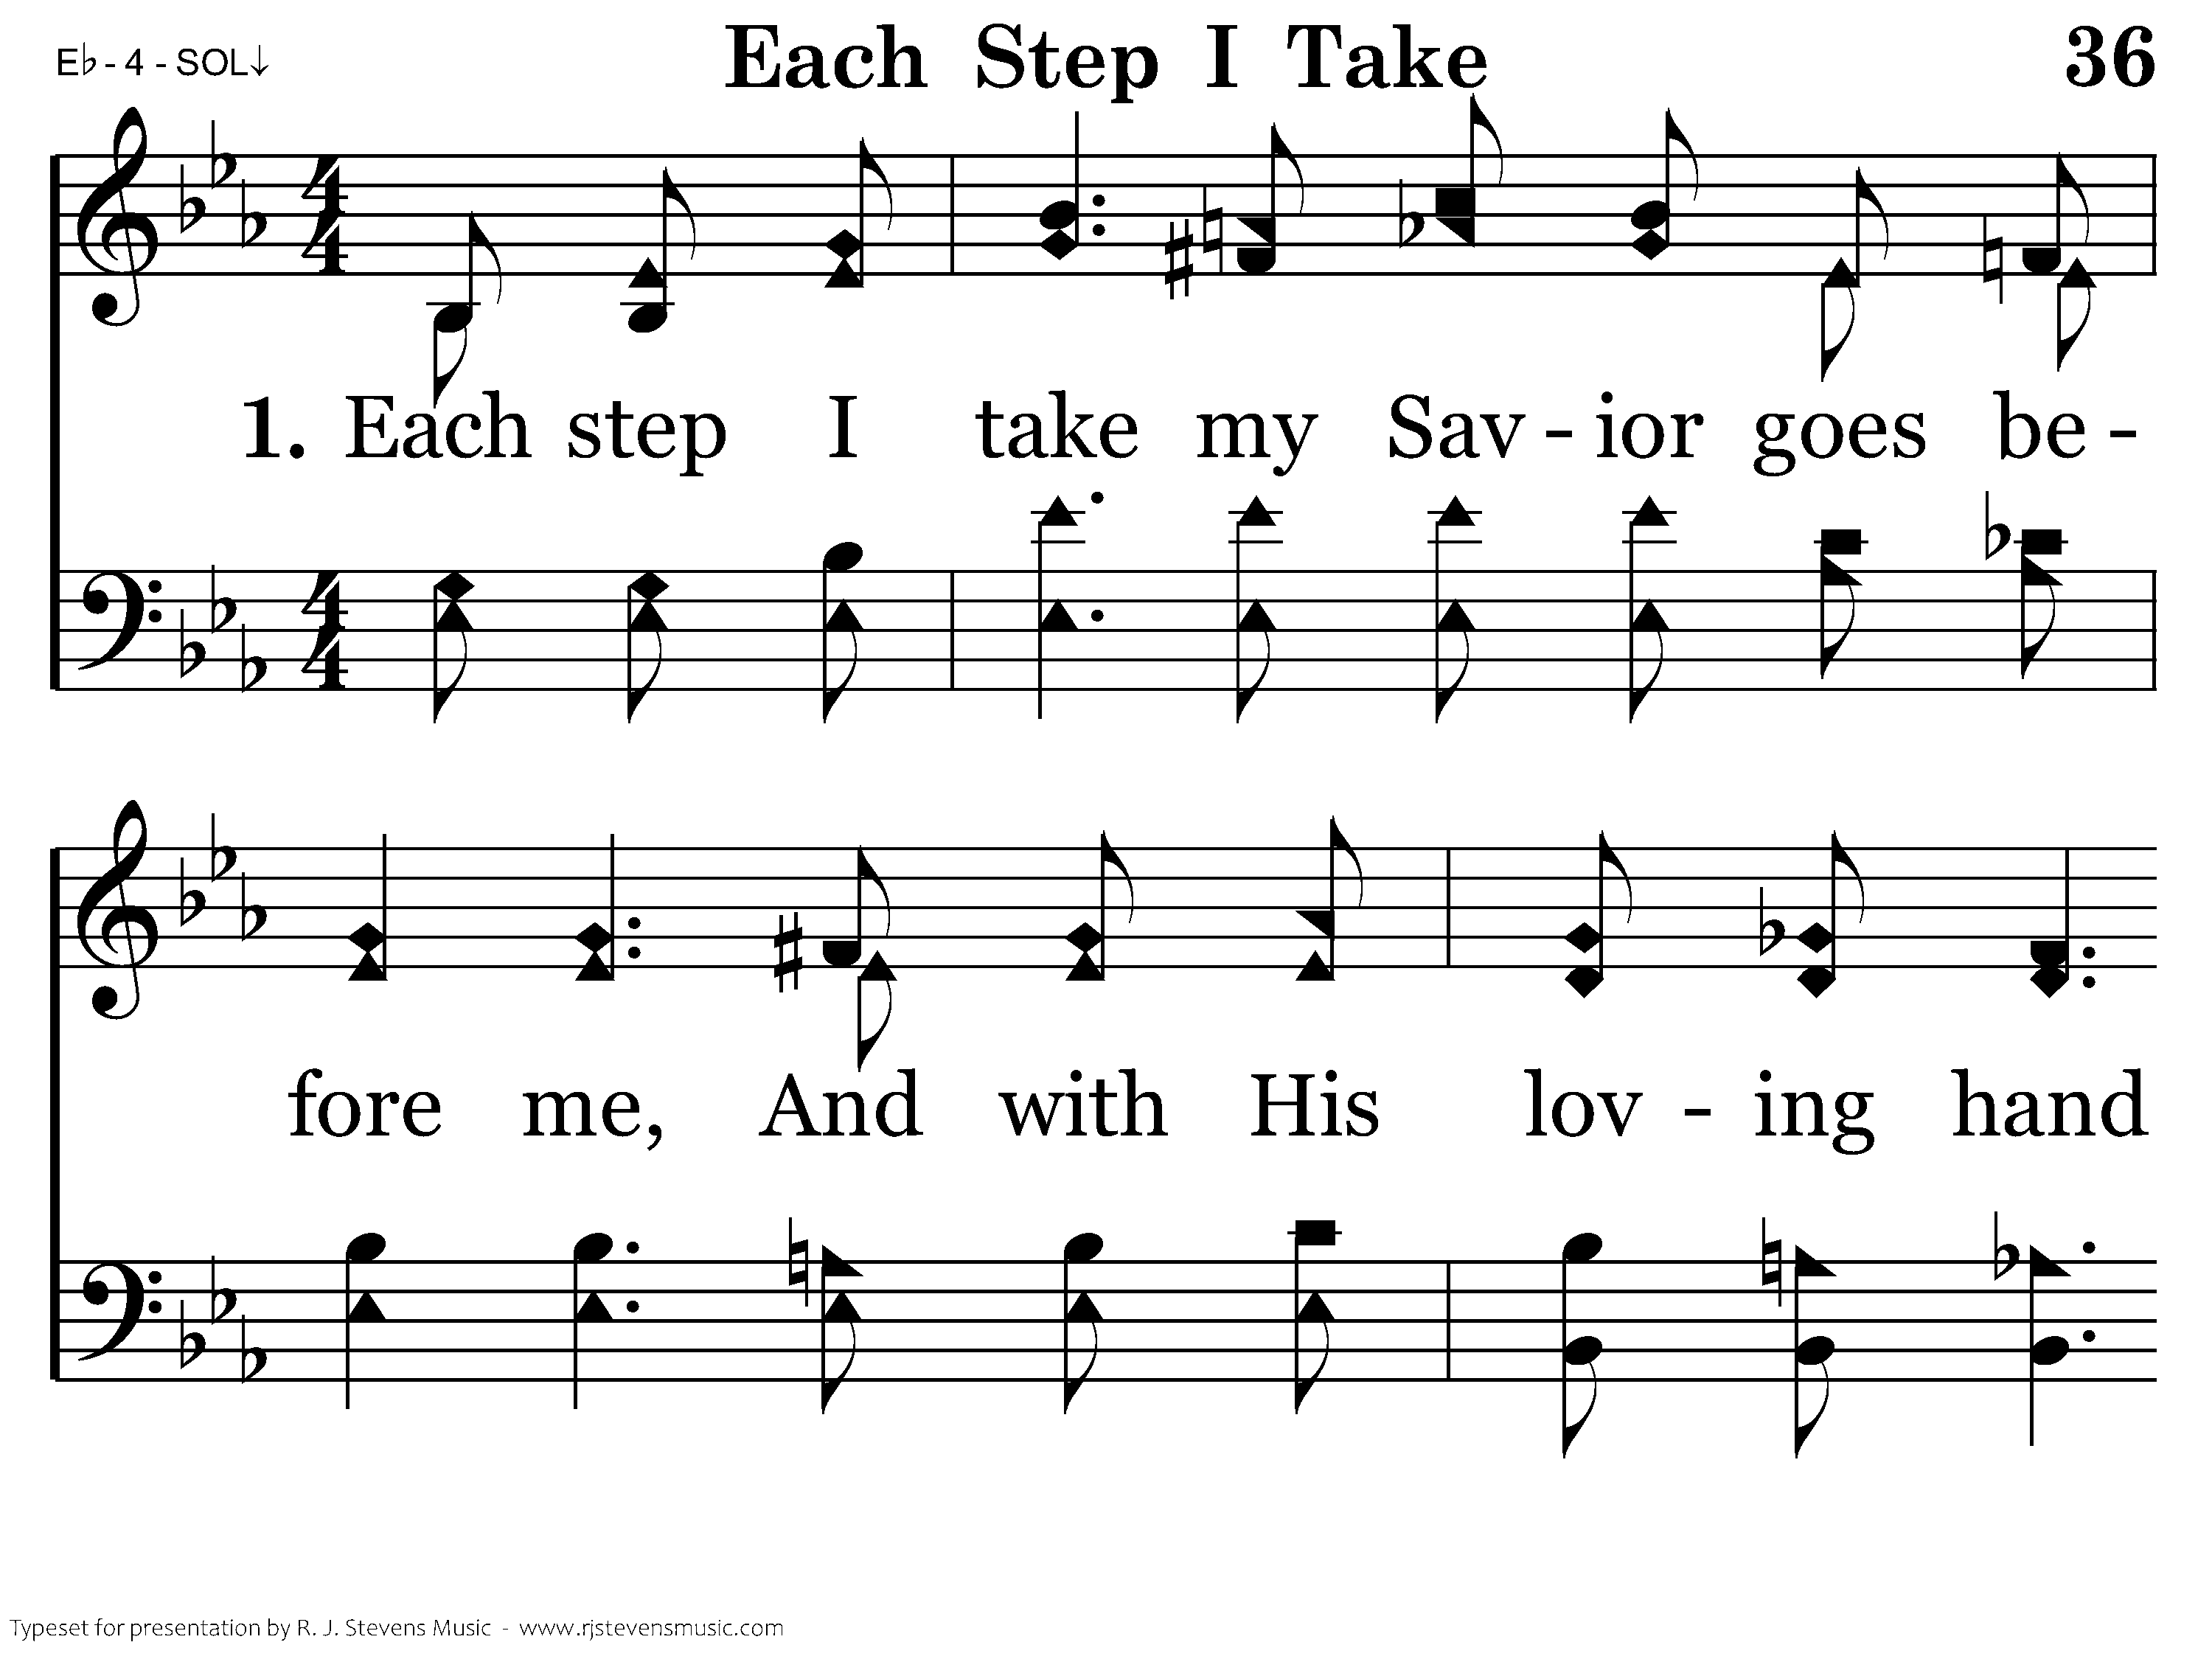 E♭ - 4 - SOL↓ Each Step I Take 36
1. Each step I take my Sav - ior goes be -
fore me, And with His lov - ing hand
Typeset for presentation by R. J. Stevens Music - www.rjstevensmusic.com